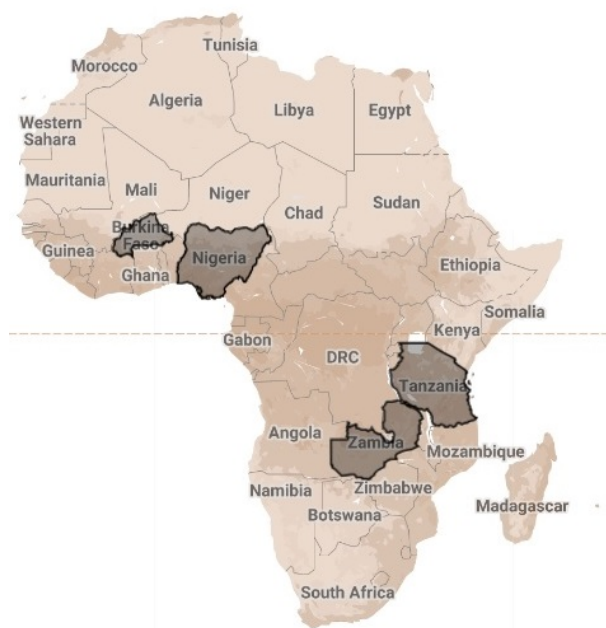 Tunisia
Morocco
Algeria
Libya
Egypt
Western
Sahara
Mauritania
Mali
Niger
Chad
Sudan
Burkina
Faso
Guinea
Nigeria
Ghana
Ethiopia
Somalia
Kenya
Gabon
DRC
Tanzania
Angola
Zambia
Mozambique
Namibia
Zimbabwe
Madagascar
Botswana
South Africa